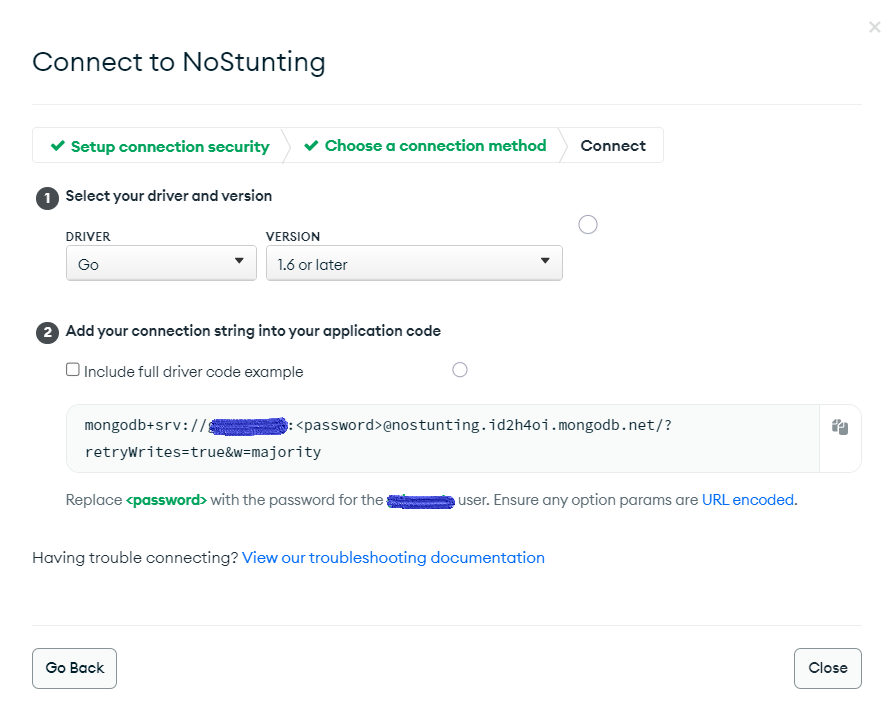 Connect to NoStunting
Setup connection security
Choose a connection method
Connect
1 Select your driver and version
DRIVER
VERSION
Go
1.6 or later
2 Add your connection string into your application code
Include full driver code example
mongodb+srv:// :<password>@nostunting.id2h4oi.mongodb.net/?
retryWrites=true&w=majority
Replace <password> with the password for the user. Ensure any option params are URL encoded.
Having trouble connecting? View our troubleshooting documentation
Go Back
Close